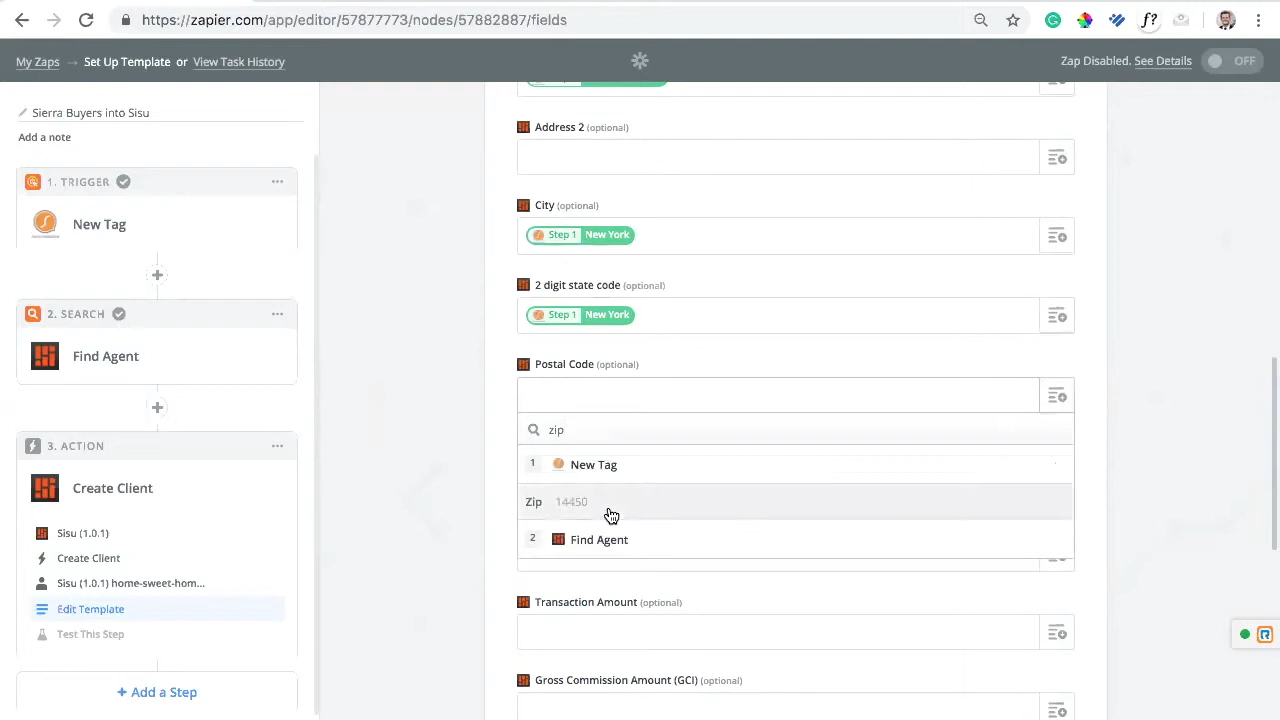 https://zapier.com/app/editor/57877773/nodes/57882887/fields
f?
My Zaps → Set Up Template or View Task History
Zap Disabled. See Details OFF
Sierra Buyers into Sisu
Add a note
1. TRIGGER
New Tag
2. SEARCH
Find Agent
3. ACTION
Create Client
Sisu (1.0.1)
Create Client
Sisu (1.0.1) home-sweet-hom...
Edit Template
Test This Step
+ Add a Step
Address 2 (optional)
City (optional)
Step 1 New York
2 digit state code (optional)
Step 1 New York
Postal Code (optional)
zip
1 New Tag
Zip 14450
2 Find Agent
Transaction Amount (optional)
Gross Commission Amount (GCI) (optional)